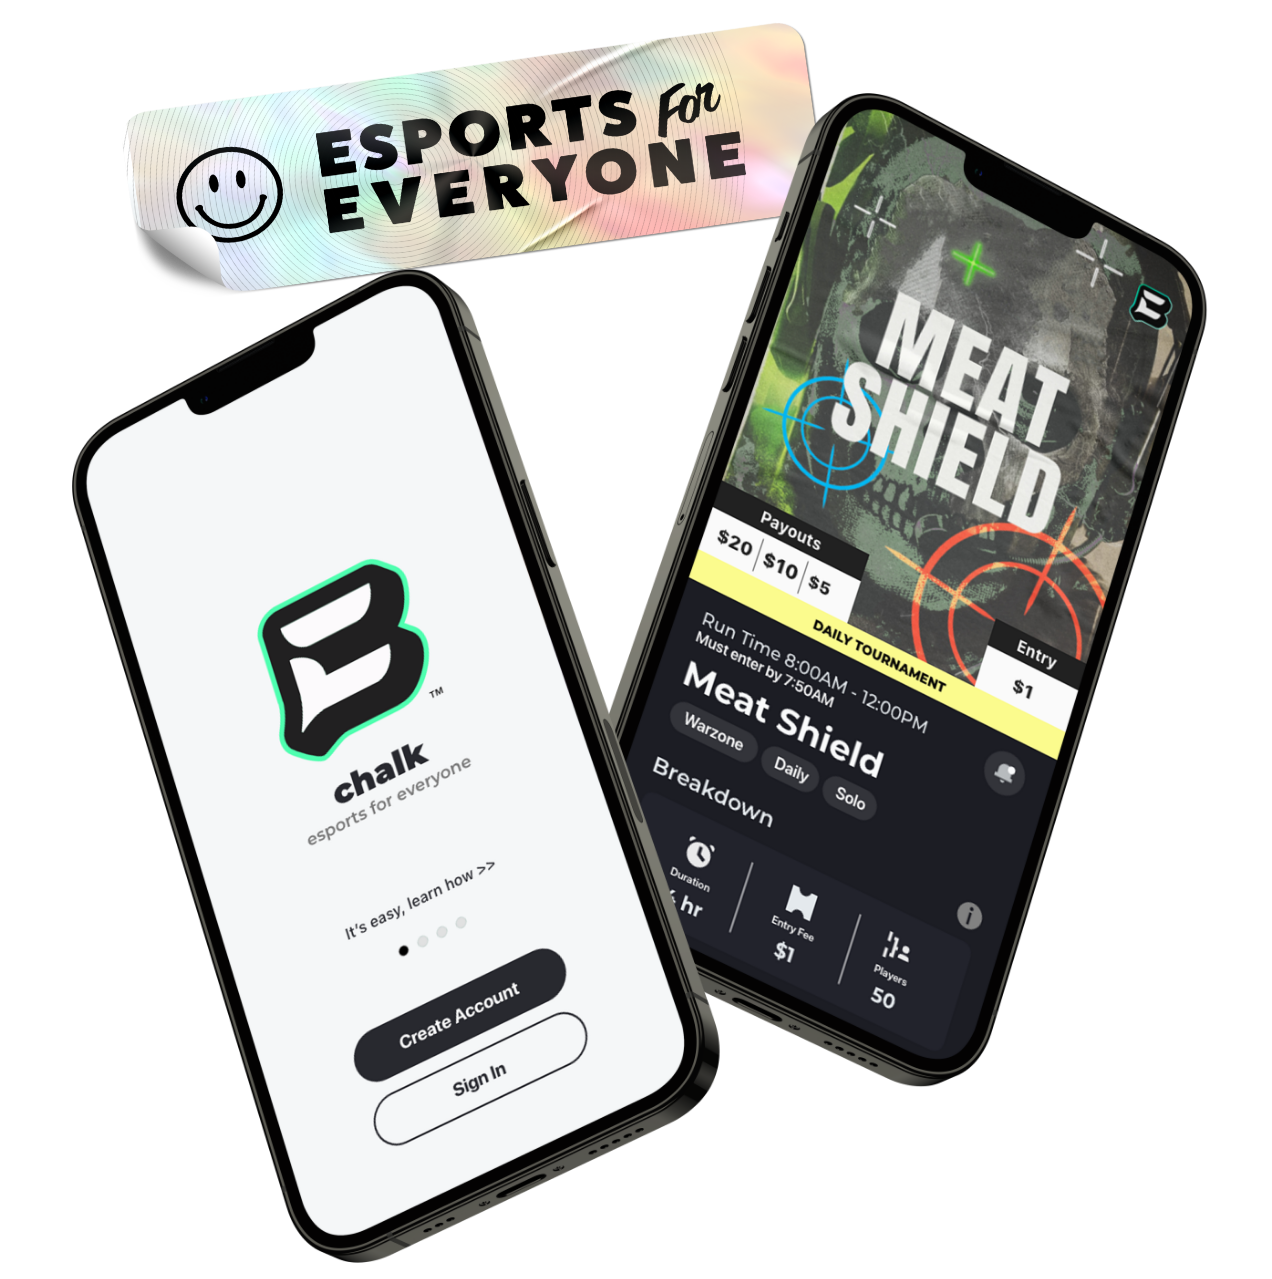 ESPORTS For
EVERYONE
™
chalk
esports for everyone
It's easy, learn how >>
Create Account
Sign In
MEAT
SHIELD
Payouts
$20 $10 $5
Entry
$1
DAILY TOURNAMENT
Run Time 8:00AM - 12:00PM
Must enter by 7:50AM
Meat Shield
Warzone Daily Solo
Breakdown
Duration
hr
Entry Fee
$1
Players
50